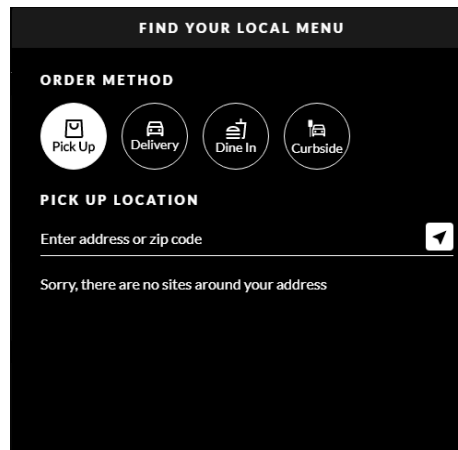 FIND YOUR LOCAL MENU
ORDER METHOD
Pick Up
Delivery
Dine In
Curbside
PICK UP LOCATION
Enter address or zip code
Sorry, there are no sites around your address